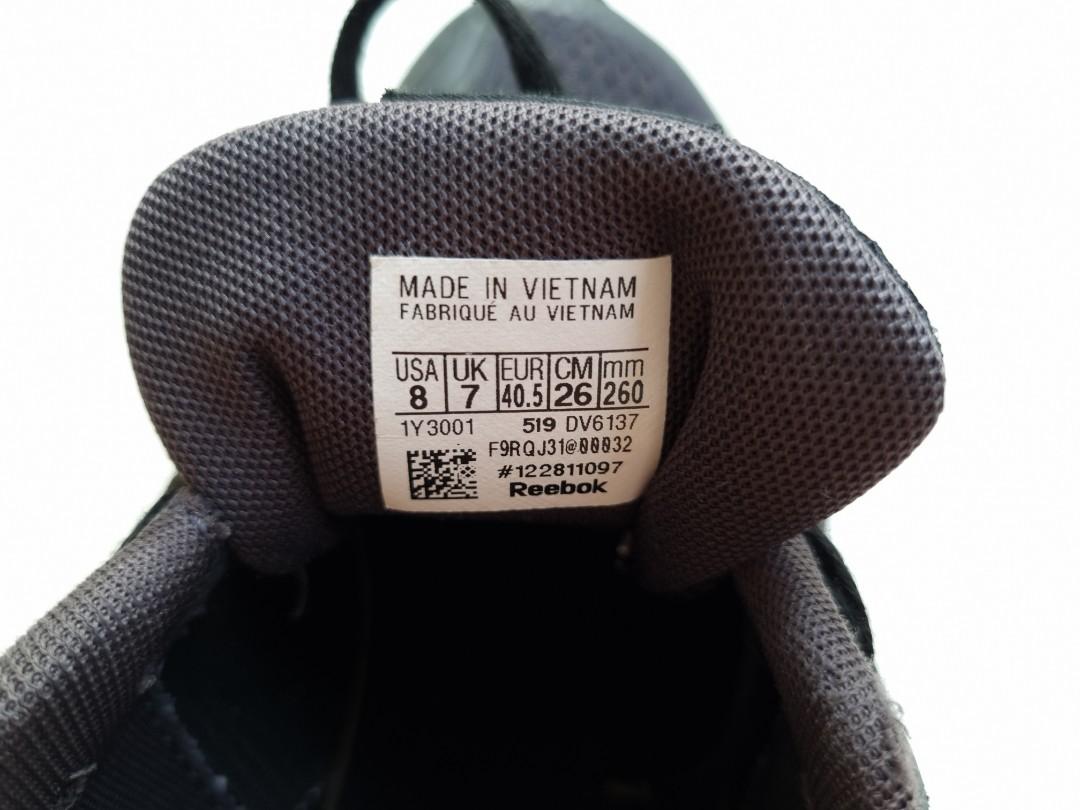 MADE IN VIETNAM
FABRIQUÉ AU VIETNAM
USA UK EUR CM mm
8 7 40.5 26 260
1Y3001 519 DV6137
F9RQJ31@00032
#122811097
Reebok